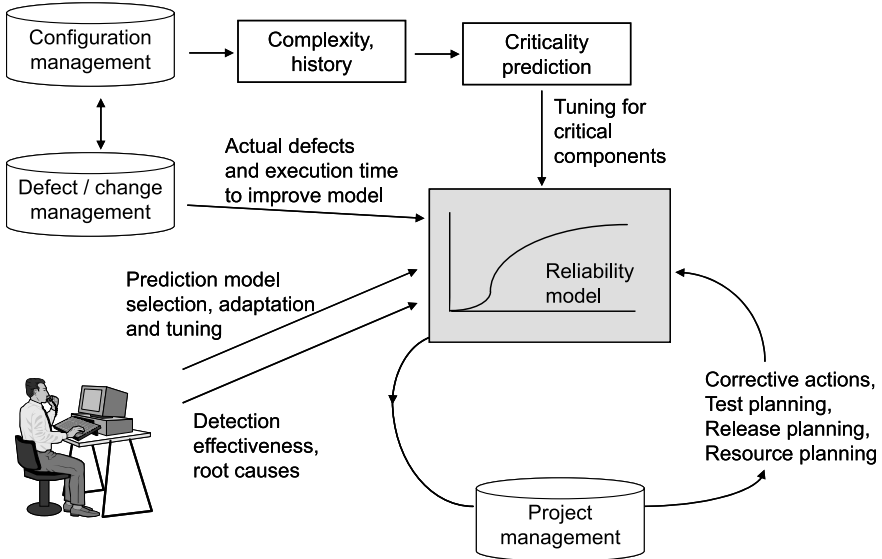 Configuration
management
Complexity,
history
Criticality
prediction
Tuning for
critical
components
Actual defects
and execution time
to improve model
Defect / change
management
Reliability
model
Prediction model
selection, adaptation
and tuning
Detection
effectiveness,
root causes
Corrective actions,
Test planning,
Release planning,
Resource planning
Project
management